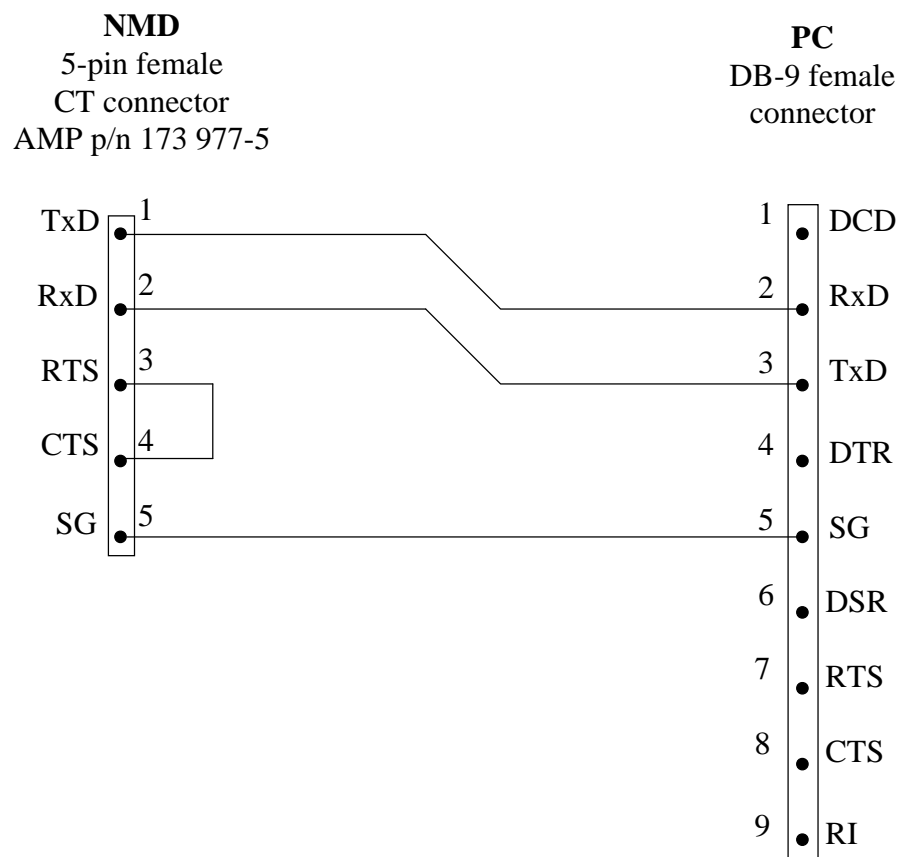 NMD
5-pin female
CT connector
AMP p/n 173 977-5
PC
DB-9 female
connector
TxD 1
RxD 2
RTS 3
CTS 4
SG 5
1 DCD
2 RxD
3 TxD
4 DTR
5 SG
6 DSR
7 RTS
8 CTS
9 RI